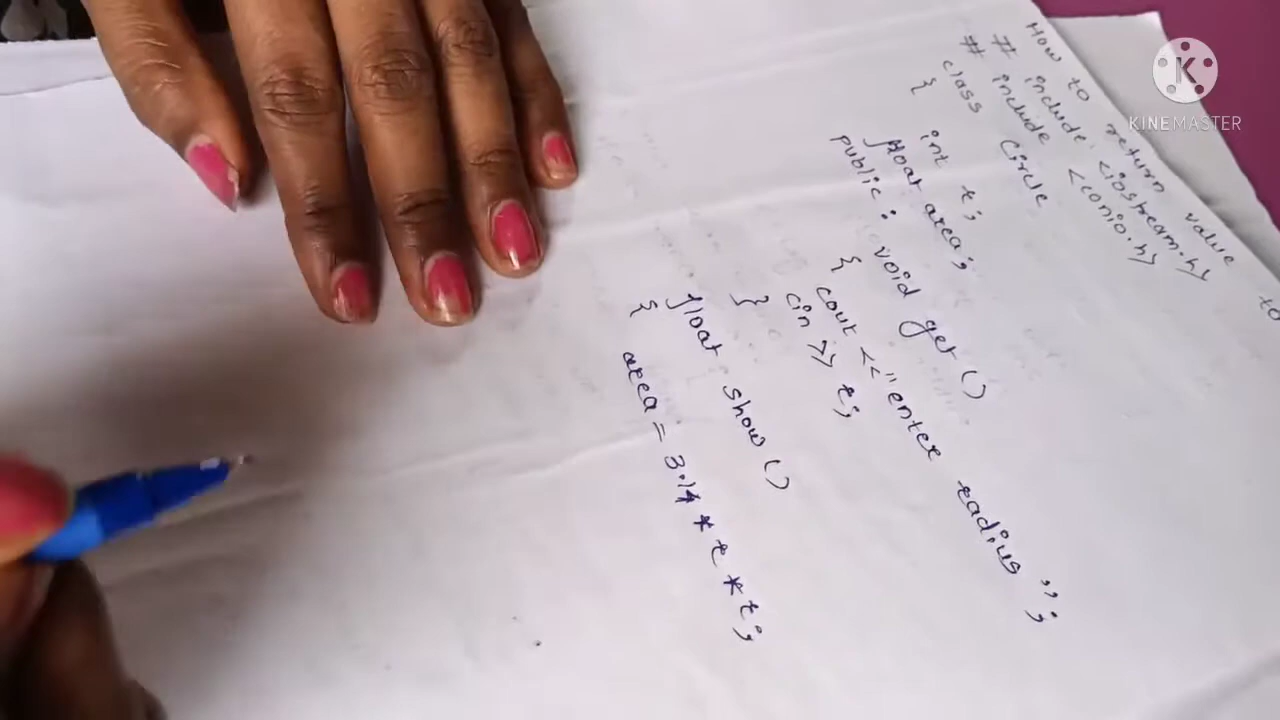 How to return value to
# include <iostream.h>
# include <conio.h>
class circle
{
int r;
float area;
public : void get ()
{
cout << "enter radius";
cin >> r;
}
float show ()
{
area = 3.14 * r * r;
KINEMASTER